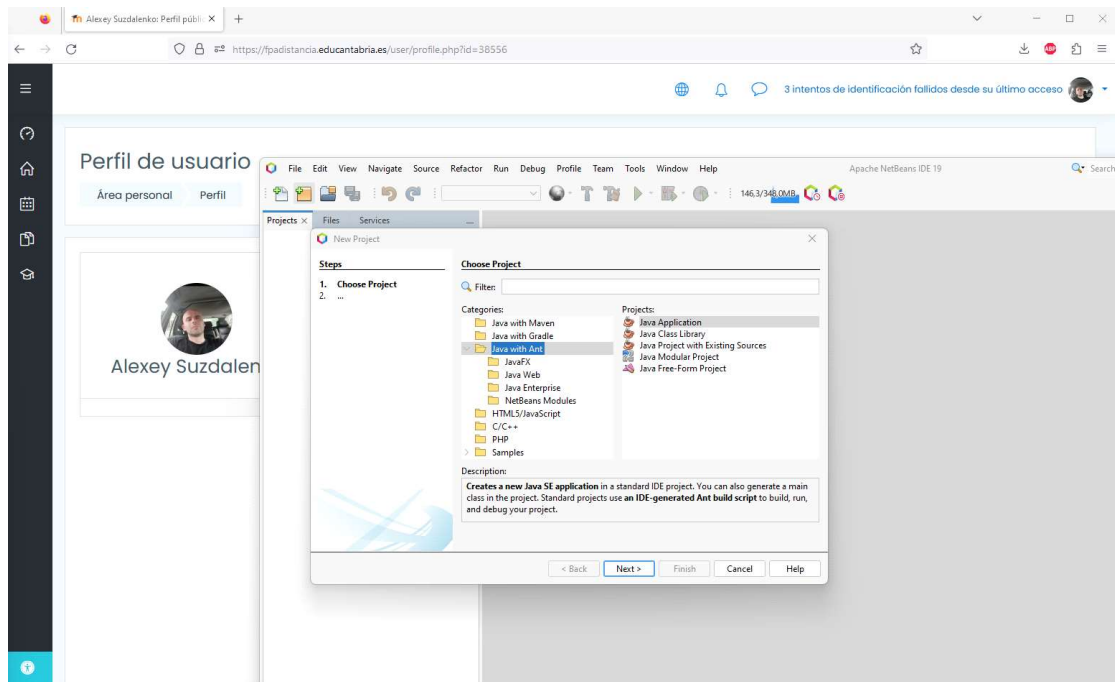 Alexey Suzdalenko: Perfil públi
https://fpadistancia.educantabria.es/user/profile.php?id=38556
ABP
3 intentos de identificación fallidos desde su último acceso
Perfil de usuario
Área personal Perfil
Alexey Suzdalen
File Edit View Navigate Source Refactor Run Debug Profile Team Tools Window Help
Apache NetBeans IDE 19
Search
146,3/348,0MB
Projects Files Services
New Project
Steps
1. Choose Project
2. ...
Choose Project
Filter:
Categories:
Java with Maven
Java with Gradle
Java with Ant
JavaFX
Java Web
Java Enterprise
NetBeans Modules
HTML5/JavaScript
C/C++
PHP
Samples
Projects:
Java Application
Java Class Library
Java Project with Existing Sources
Java Modular Project
Java Free-Form Project
Description:
Creates a new Java SE application in a standard IDE project. You can also generate a main
class in the project. Standard projects use an IDE-generated Ant build script to build, run,
and debug your project.
< Back Next > Finish Cancel Help